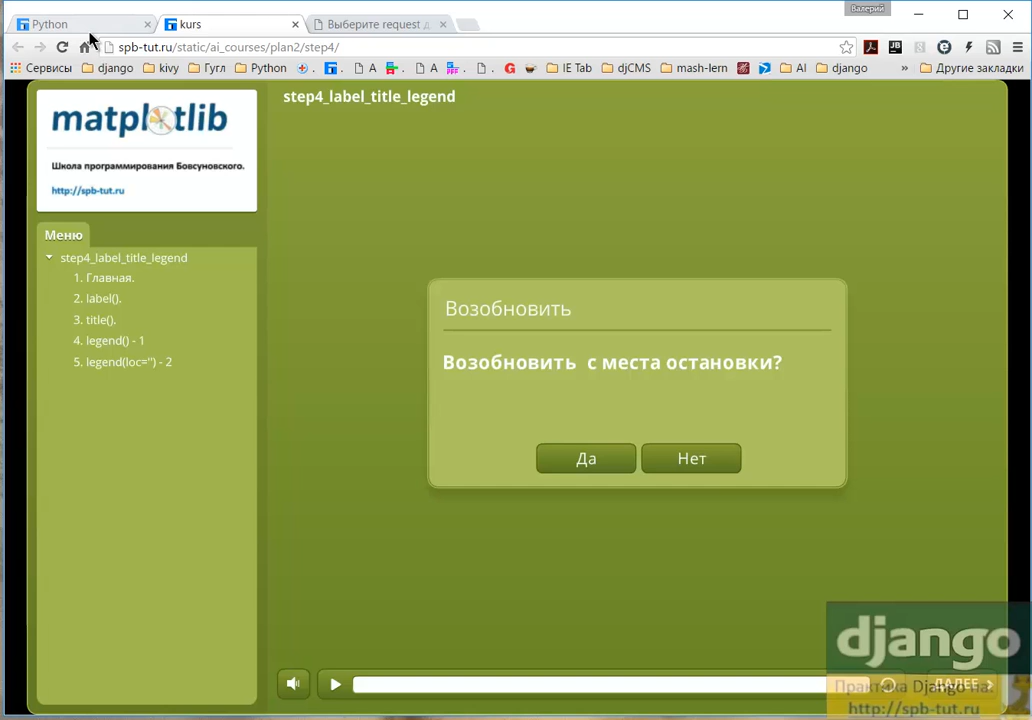 Валерий
Python
kurs
Выберите request д
spb-tut.ru/static/ai_courses/plan2/step4/
Сервисы django kivy Гугл Python . . A A . IE Tab djCMS mash-lern AI django » Другие закладки
matplotlib
Школа программирования Бовсуновского.
http://spb-tut.ru
step4_label_title_legend
Меню
step4_label_title_legend
1. Главная.
2. label().
3. title().
4. legend() - 1
5. legend(loc='') - 2
Возобновить
Возобновить с места остановки?
Да
Нет
ДАЛЕЕ
django
Практика Django на:
http://spb-tut.ru